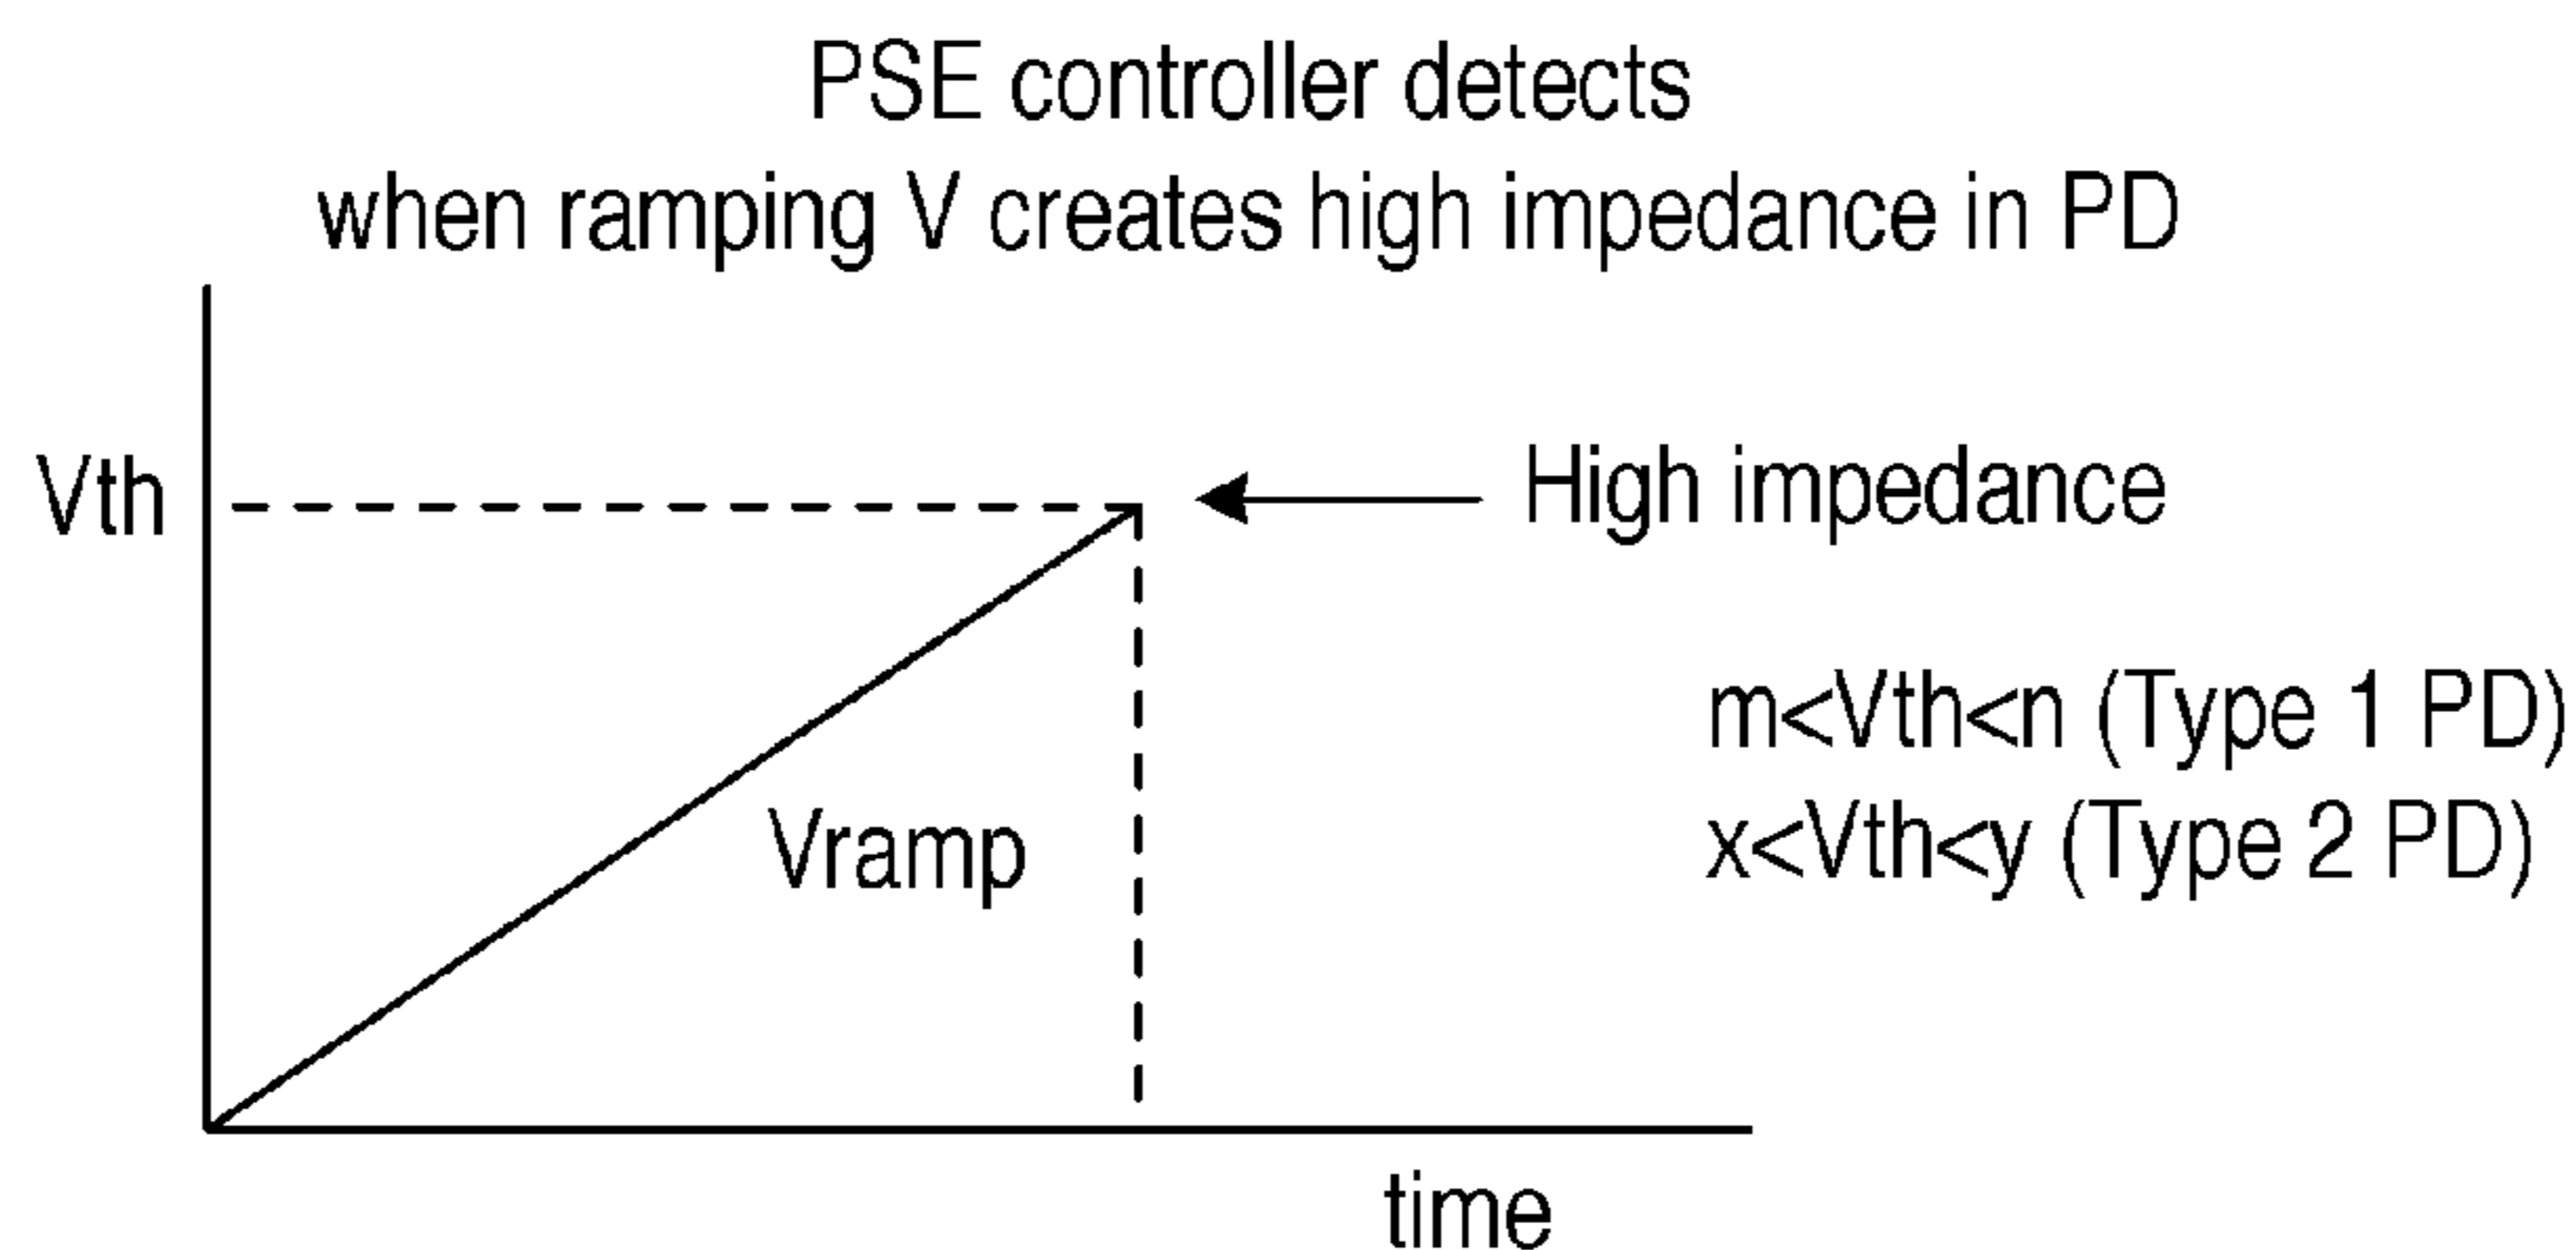 PSE controller detects
when ramping V creates high impedance in PD
Vth
High impedance
m<Vth<n (Type 1 PD)
x<Vth<y (Type 2 PD)
Vramp
time